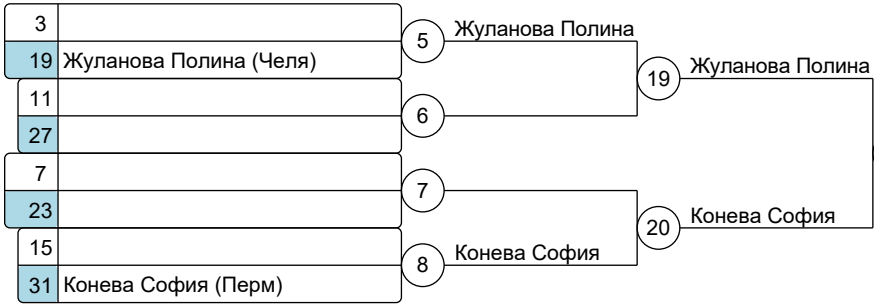 3
5
Жуланова Полина
19 Жуланова Полина (Челя)
19
Жуланова Полина
11
6
27
7
7
23
20
Конева София
15
8
Конева София
31 Конева София (Перм)